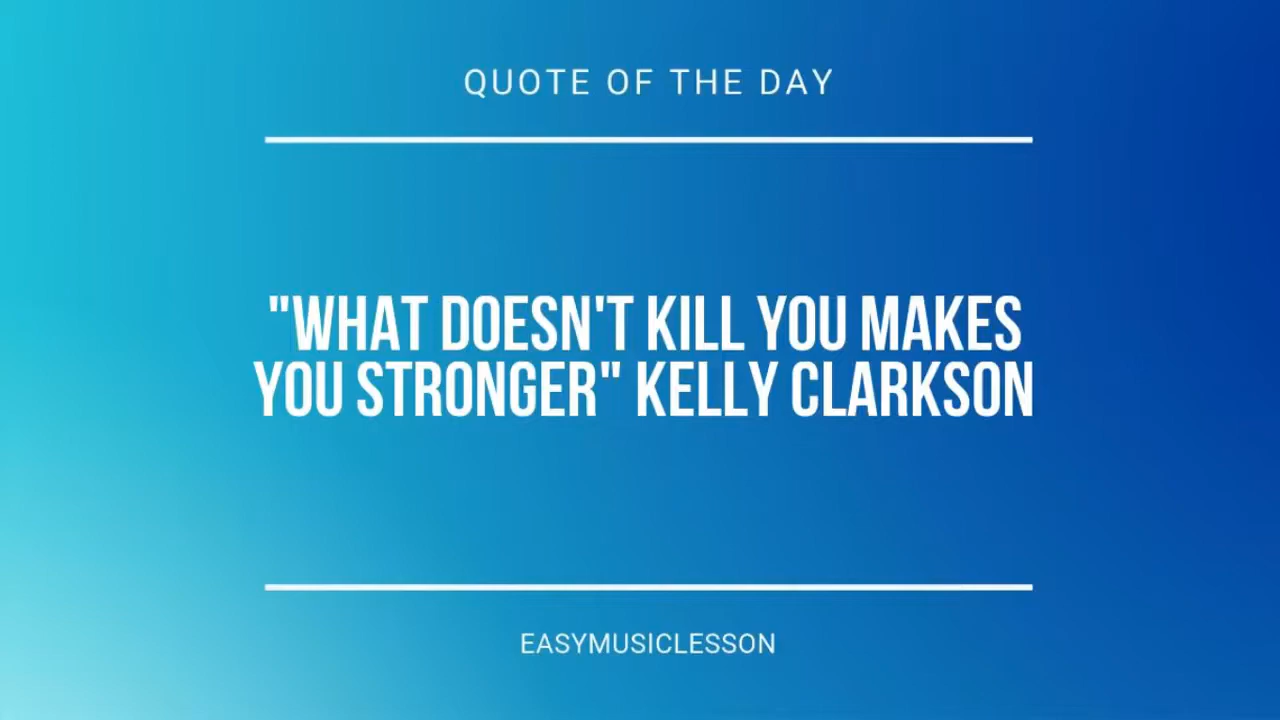 QUOTE OF THE DAY
"WHAT DOESN'T KILL YOU MAKES
YOU STRONGER" KELLY CLARKSON
EASYMUSICLESSON